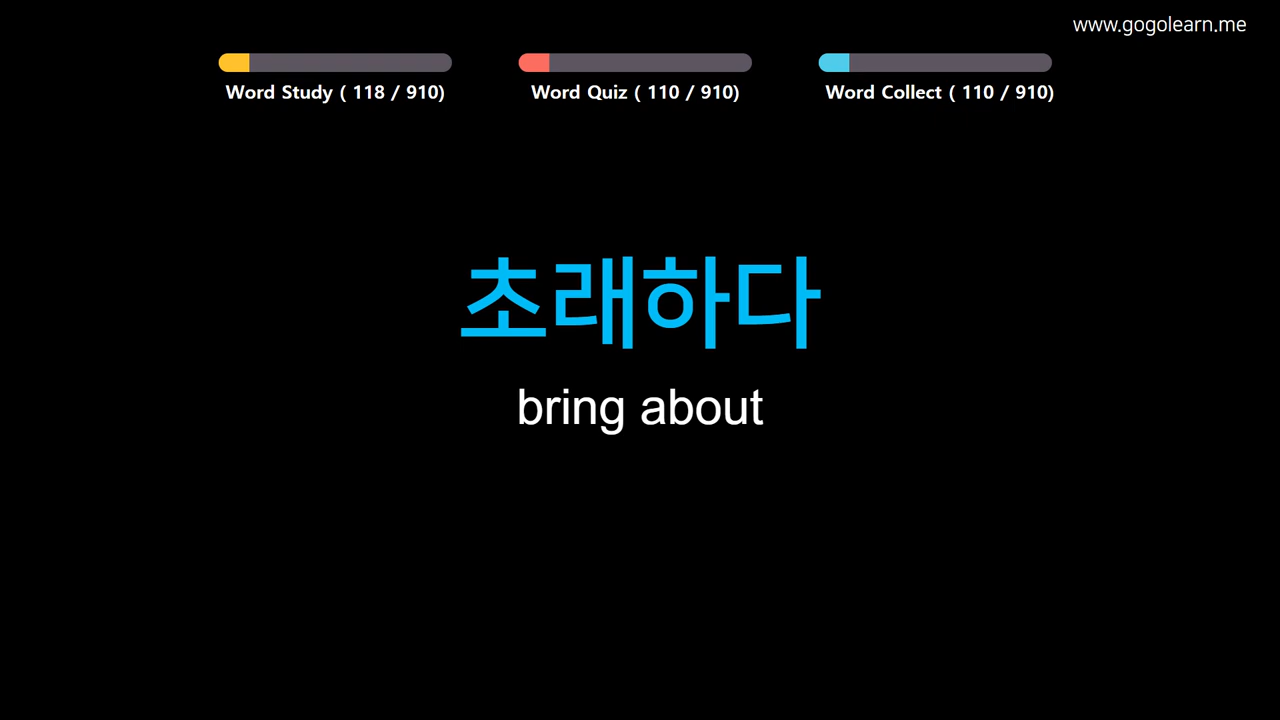 www.gogolearn.me
Word Study ( 118 / 910)
Word Quiz ( 110 / 910)
Word Collect ( 110 / 910)
초래하다
bring about